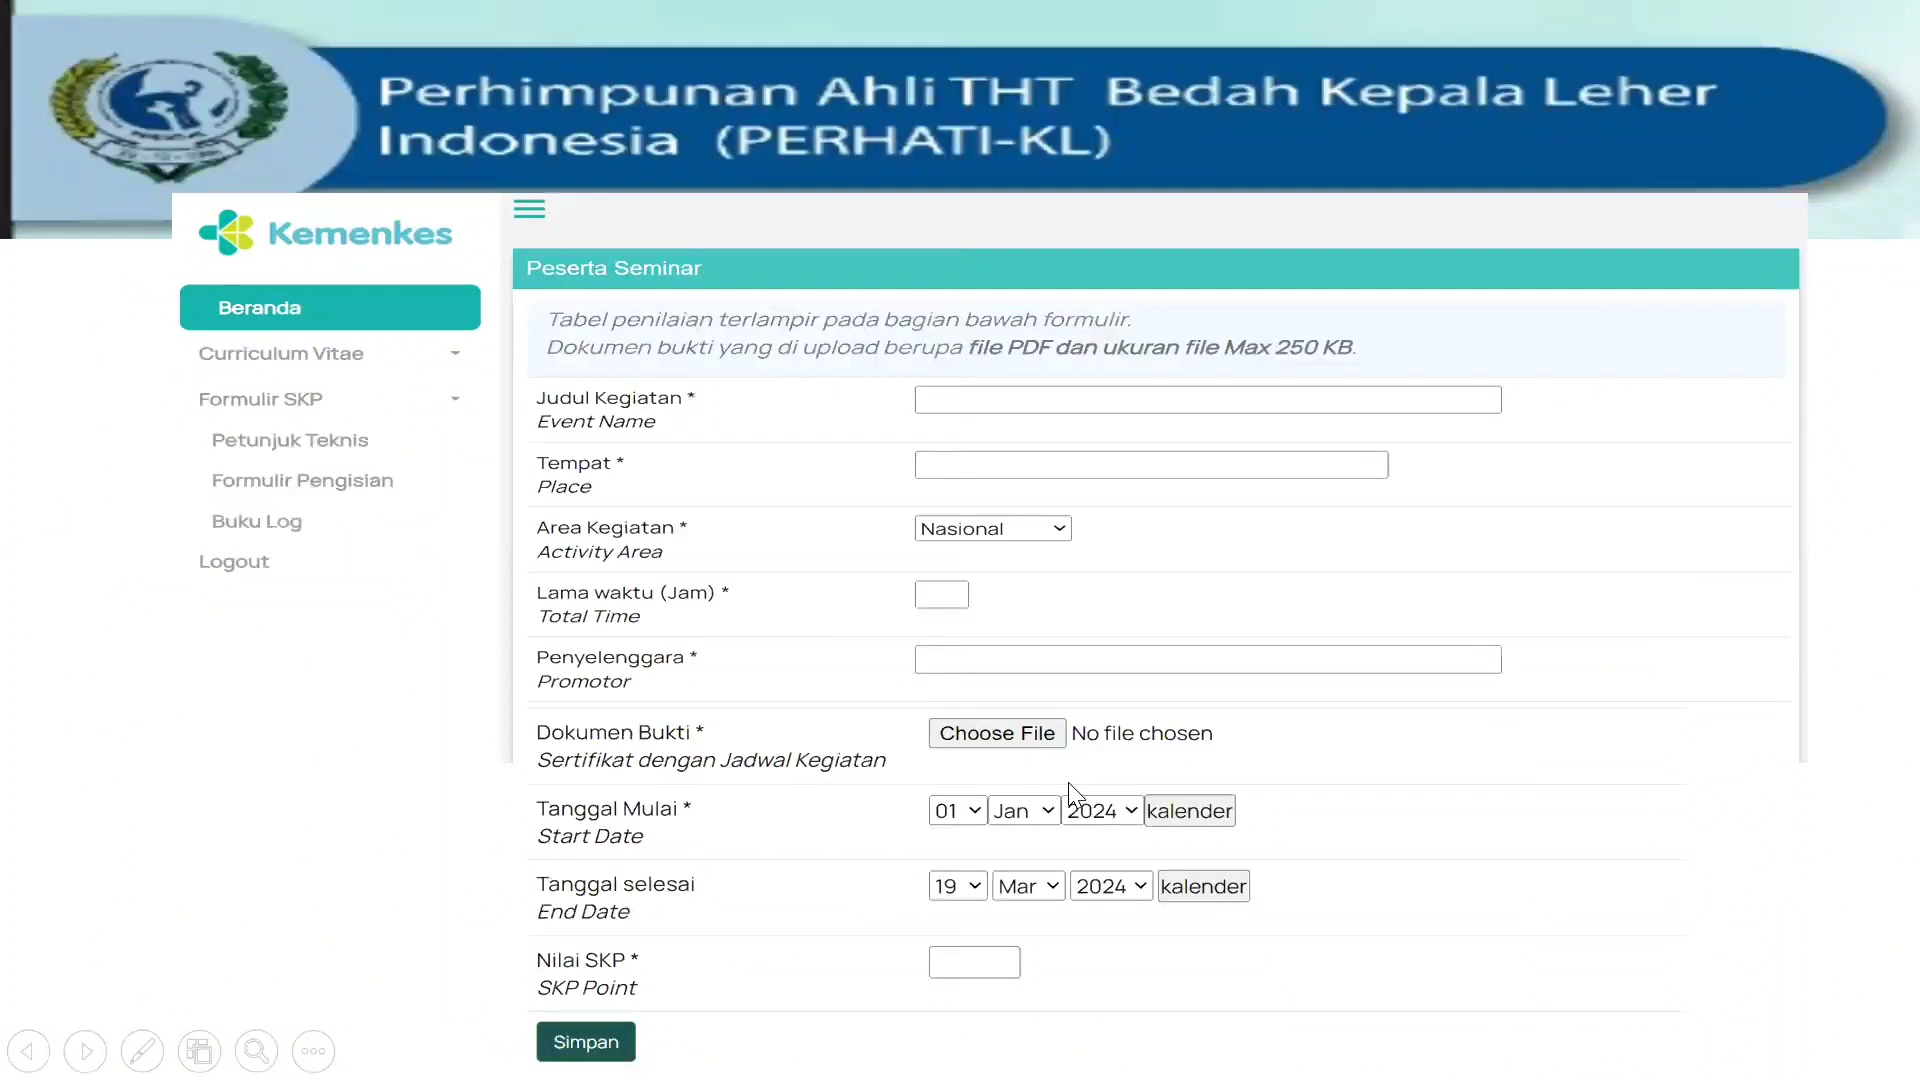 Perhimpunan Ahli THT Bedah Kepala Leher
Indonesia (PERHATI-KL)
Kemenkes
Beranda
Curriculum Vitae
Formulir SKP
Petunjuk Teknis
Formulir Pengisian
Buku Log
Logout
Peserta Seminar
Tabel penilaian terlampir pada bagian bawah formulir.
Dokumen bukti yang di upload berupa file PDF dan ukuran file Max 250 KB.
Judul Kegiatan *
Event Name
Tempat *
Place
Area Kegiatan * Nasional
Activity Area
Lama waktu (Jam) *
Total Time
Penyelenggara *
Promotor
Dokumen Bukti * Choose File No file chosen
Sertifikat dengan Jadwal Kegiatan
Tanggal Mulai * 01 Jan 2024 kalender
Start Date
Tanggal selesai 19 Mar 2024 kalender
End Date
Nilai SKP *
SKP Point
Simpan